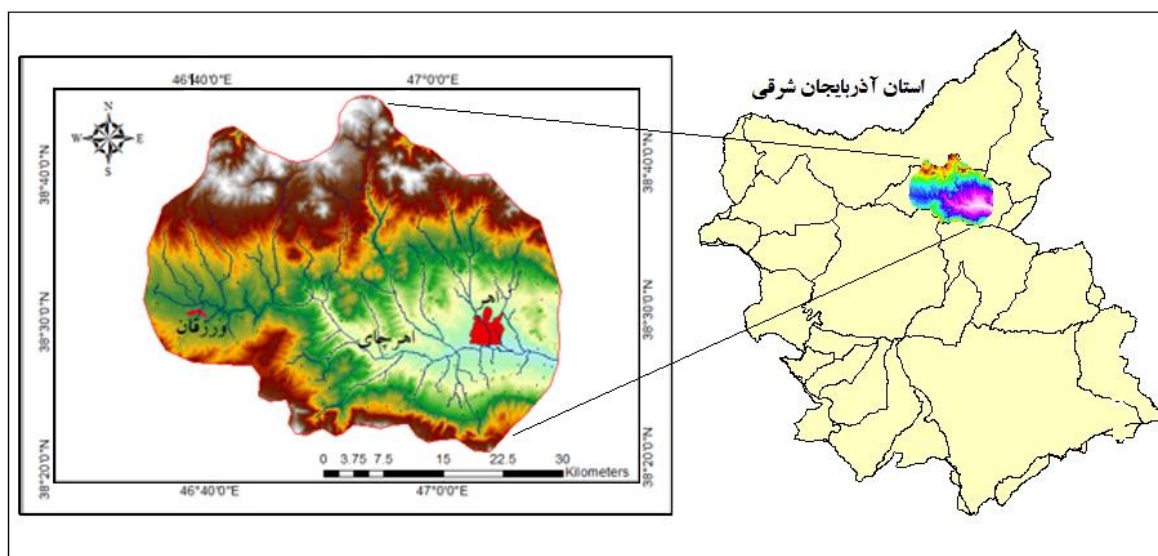 46°40'0"E 47°0'0"E
استان آذربایجان شرقی
N
W E
S
38°40'0"N 38°40'0"N
38°30'0"N 38°30'0"N
38°20'0"N 38°20'0"N
اهر
ورزقان
اهر چای
0 3.75 7.5 15 22.5 30
Kilometers
46°40'0"E 47°0'0"E